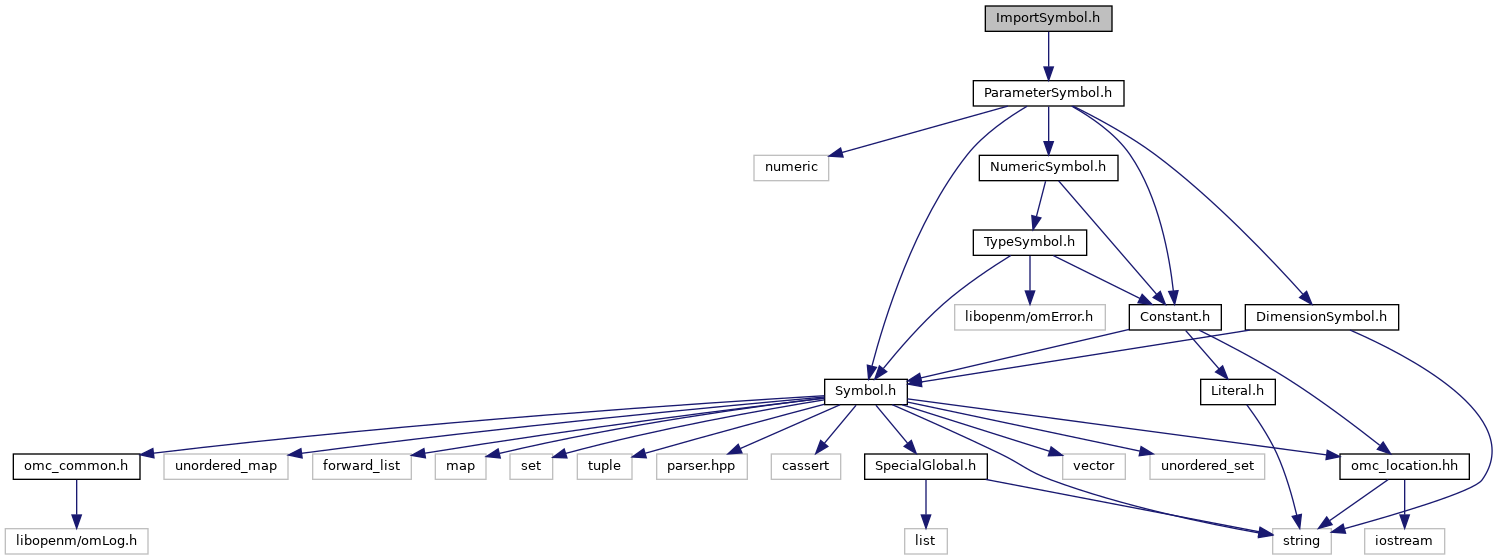 ImportSymbol.h
ParameterSymbol.h
numeric
NumericSymbol.h
TypeSymbol.h
libopenm/omError.h
Constant.h
DimensionSymbol.h
Symbol.h
Literal.h
omc_common.h
unordered_map
forward_list
map
set
tuple
parser.hpp
cassert
SpecialGlobal.h
vector
unordered_set
omc_location.hh
libopenm/omLog.h
list
string
iostream